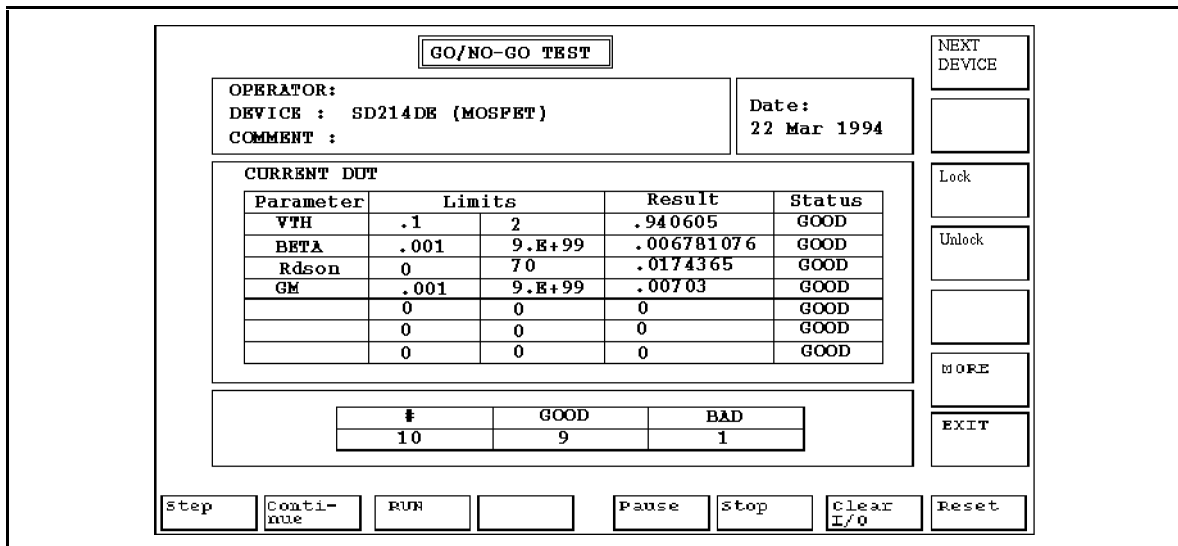 GO/NO-GO TEST
OPERATOR:
DEVICE : SD214DE (MOSFET)
COMMENT :
Date:
22 Mar 1994
CURRENT DUT
Parameter Limits Result Status
VTH .1 2 .940605 GOOD
BETA .001 9.E+99 .006781076 GOOD
Rdson 0 70 .0174365 GOOD
GM .001 9.E+99 .00703 GOOD
0 0 0 GOOD
0 0 0 GOOD
0 0 0 GOOD
# GOOD BAD
10 9 1
NEXT
DEVICE
Lock
Unlock
MORE
EXIT
Step
Conti-
nue
RUN
Pause
Stop
Clear
I/O
Reset